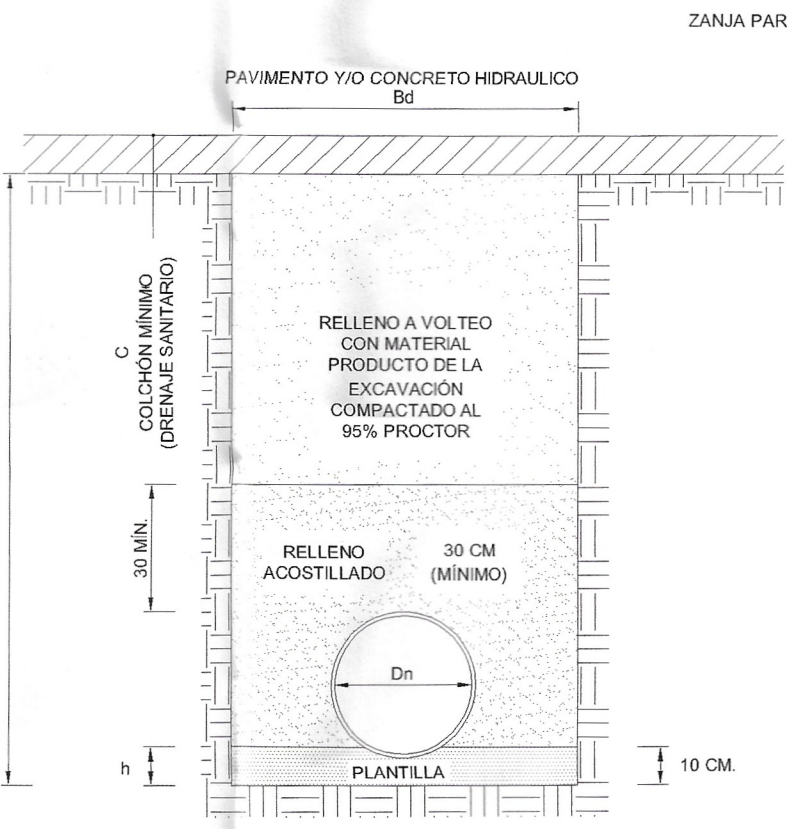 ZANJA PAR
PAVIMENTO Y/O CONCRETO HIDRAULICO
Bd
C
COLCHÓN MÍNIMO
(DRENAJE SANITARIO)
RELLENO A VOLTEO
CON MATERIAL
PRODUCTO DE LA
EXCAVACIÓN
COMPACTADO AL
95% PROCTOR
30 MÍN.
RELLENO
ACOSTILLADO
30 CM
(MÍNIMO)
Dn
h
PLANTILLA
10 CM.